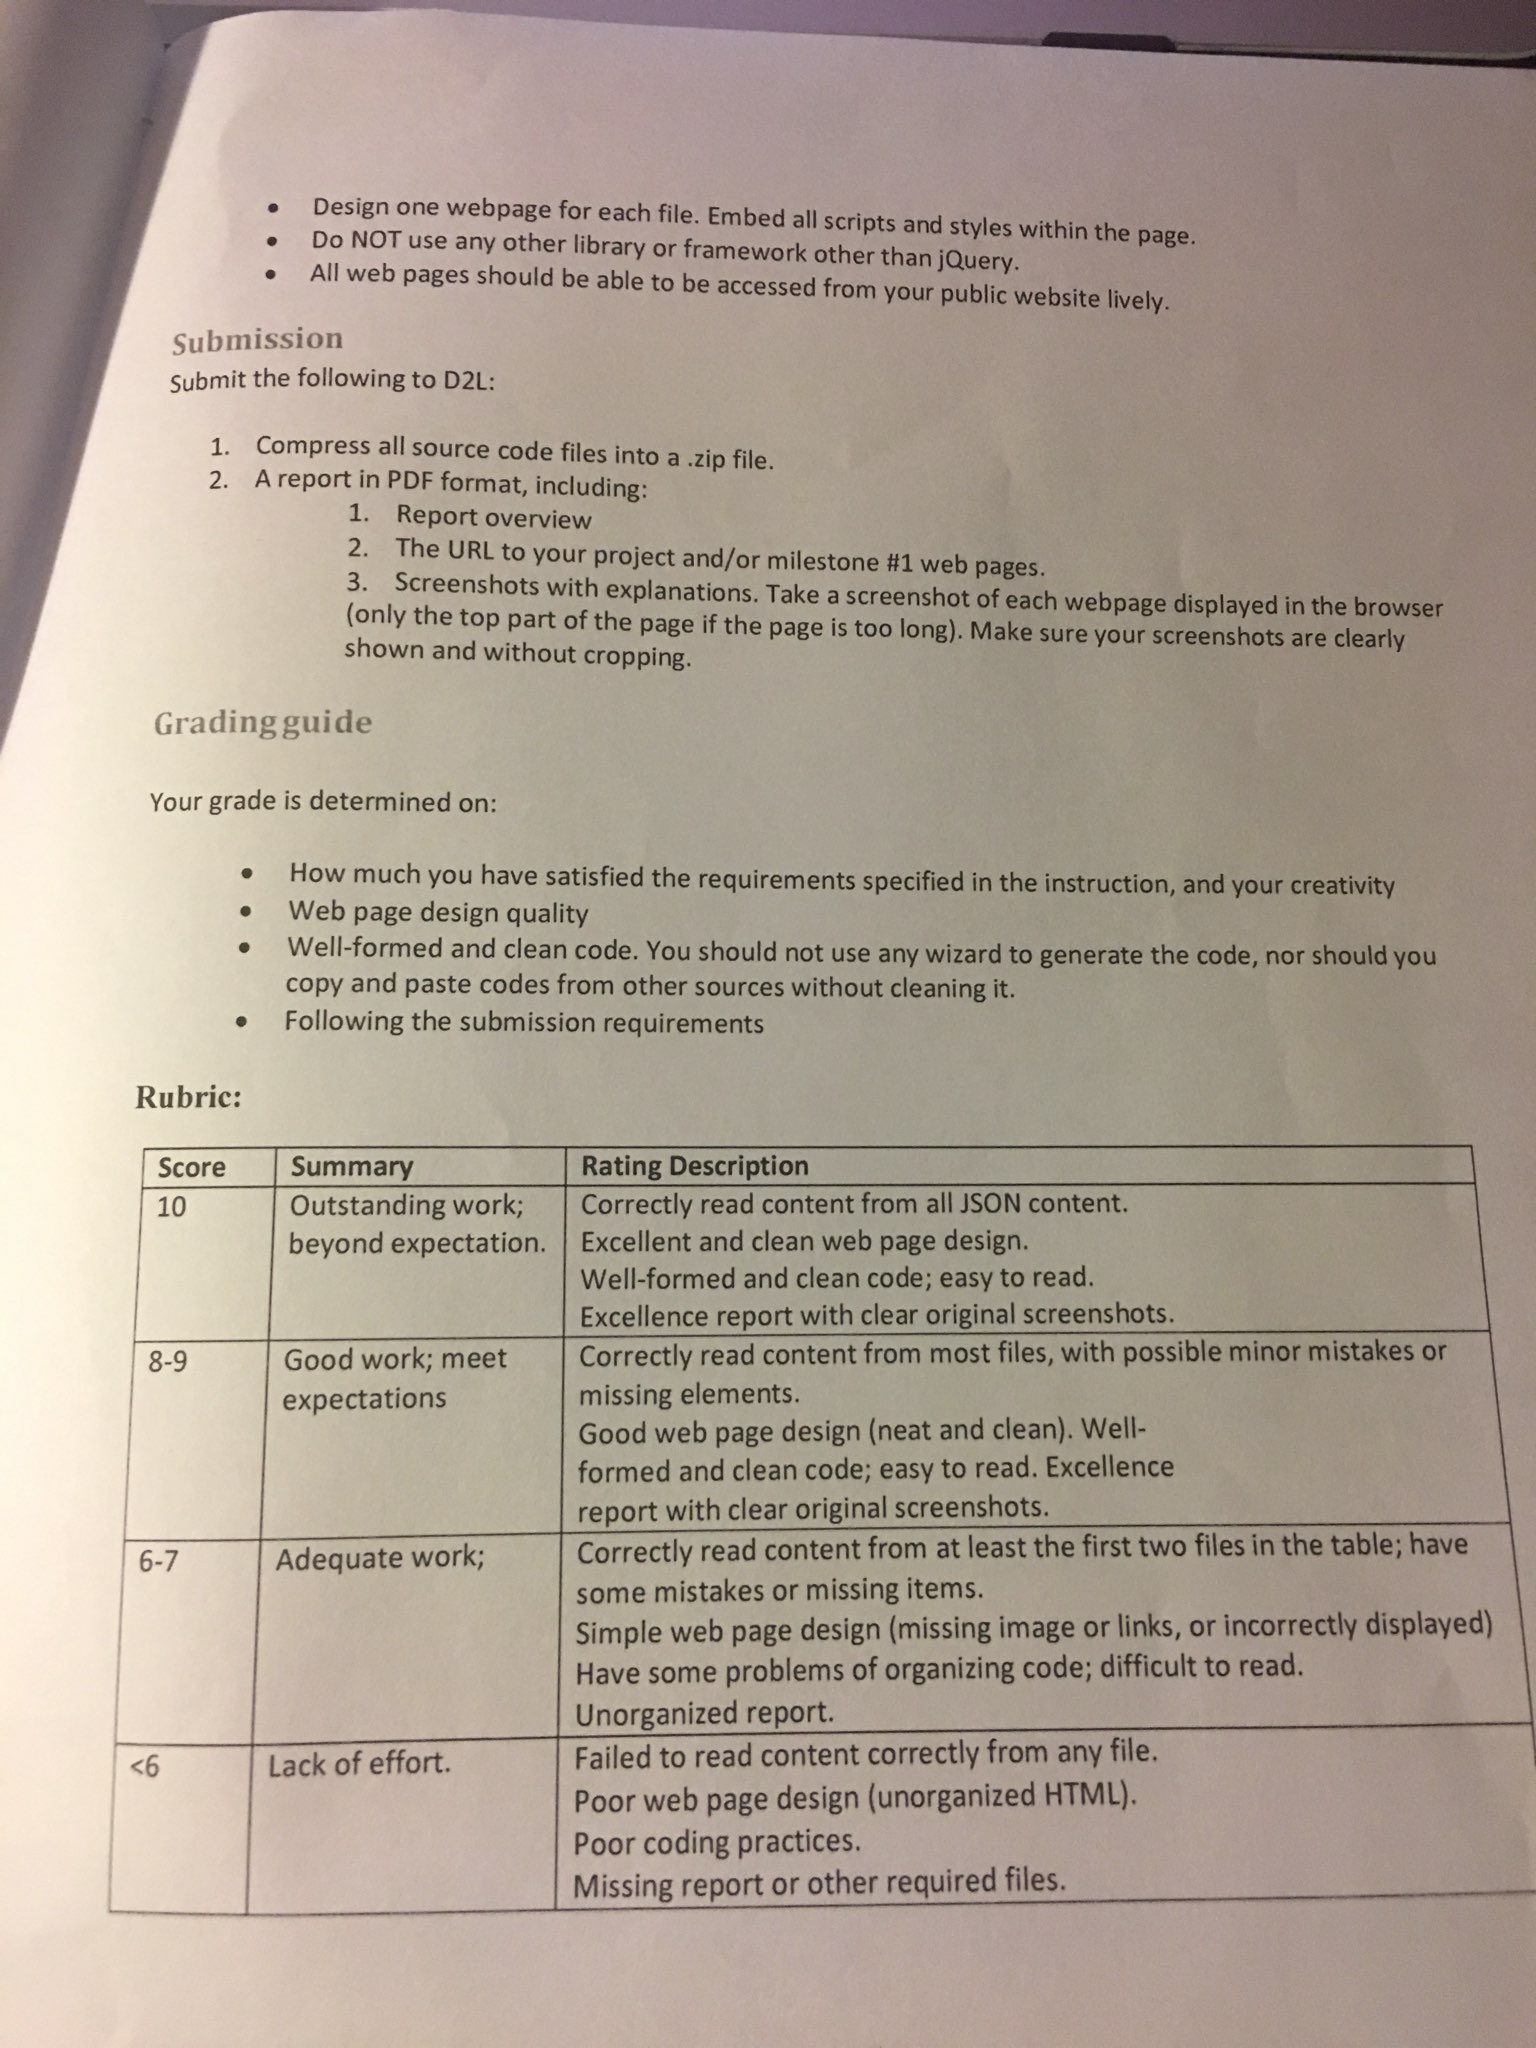 • Design one webpage for each file. Embed all scripts and styles within the page.
• Do NOT use any other library or framework other than jQuery.
• All web pages should be able to be accessed from your public website lively.
Submission
Submit the following to D2L:
1. Compress all source code files into a .zip file.
2. A report in PDF format, including:
1. Report overview
2. The URL to your project and/or milestone #1 web pages.
3. Screenshots with explanations. Take a screenshot of each webpage displayed in the browser
(only the top part of the page if the page is too long). Make sure your screenshots are clearly
shown and without cropping.
Grading guide
Your grade is determined on:
• How much you have satisfied the requirements specified in the instruction, and your creativity
• Web page design quality
• Well-formed and clean code. You should not use any wizard to generate the code, nor should you
copy and paste codes from other sources without cleaning it.
• Following the submission requirements
Rubric:
Score Summary Rating Description
10 Outstanding work; Correctly read content from all JSON content.
beyond expectation. Excellent and clean web page design.
Well-formed and clean code; easy to read.
Excellence report with clear original screenshots.
8-9 Good work; meet Correctly read content from most files, with possible minor mistakes or
expectations missing elements.
Good web page design (neat and clean). Well-
formed and clean code; easy to read. Excellence
report with clear original screenshots.
6-7 Adequate work; Correctly read content from at least the first two files in the table; have
some mistakes or missing items.
Simple web page design (missing image or links, or incorrectly displayed)
Have some problems of organizing code; difficult to read.
Unorganized report.
<6 Lack of effort. Failed to read content correctly from any file.
Poor web page design (unorganized HTML).
Poor coding practices.
Missing report or other required files.